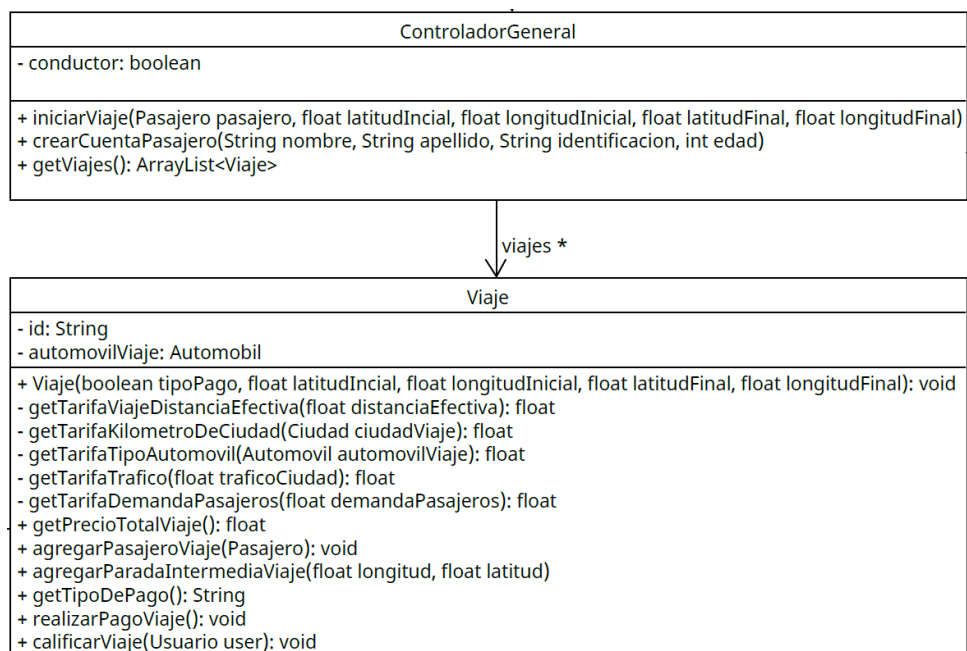 ControladorGeneral
- conductor: boolean
+ iniciarViaje(Pasajero pasajero, float latitudIncial, float longitudInicial, float latitudFinal, float longitudFinal)
+ crearCuentaPasajero(String nombre, String apellido, String identificacion, int edad)
+ getViajes(): ArrayList<Viaje>
viajes *
Viaje
- id: String
- automovilViaje: Automobil
+ Viaje(boolean tipoPago, float latitudIncial, float longitudInicial, float latitudFinal, float longitudFinal): void
- getTarifaViajeDistanciaEfectiva(float distanciaEfectiva): float
- getTarifaKilometroDeCiudad(Ciudad ciudadViaje): float
- getTarifaTipoAutomovil(Automovil automovilViaje): float
- getTarifaTrafico(float traficoCiudad): float
- getTarifaDemandaPasajeros(float demandaPasajeros): float
+ getPrecioTotalViaje(): float
+ agregarPasajeroViaje(Pasajero): void
+ agregarParadaIntermediaViaje(float longitud, float latitud)
+ getTipoDePago(): String
+ realizarPagoViaje(): void
+ calificarViaje(Usuario user): void